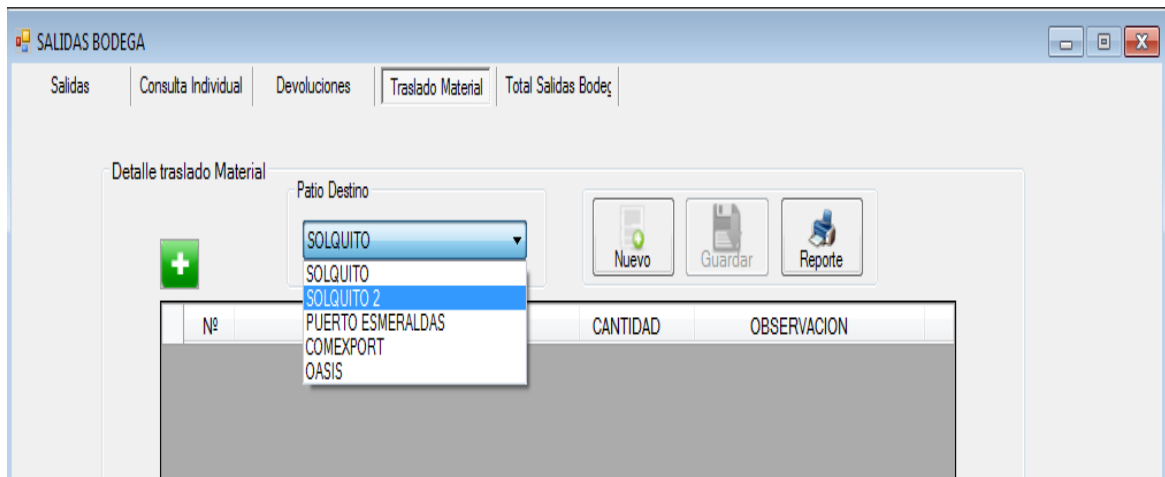 SALIDAS BODEGA
Salidas Consulta Individual Devoluciones Traslado Material Total Salidas Bodeg
Detalle traslado Material
Patio Destino
SOLQUITO
Nuevo Guardar Reporte
SOLQUITO
SOLQUITO 2
PUERTO ESMERALDAS
COMEXPORT
OASIS
Nº CANTIDAD OBSERVACION